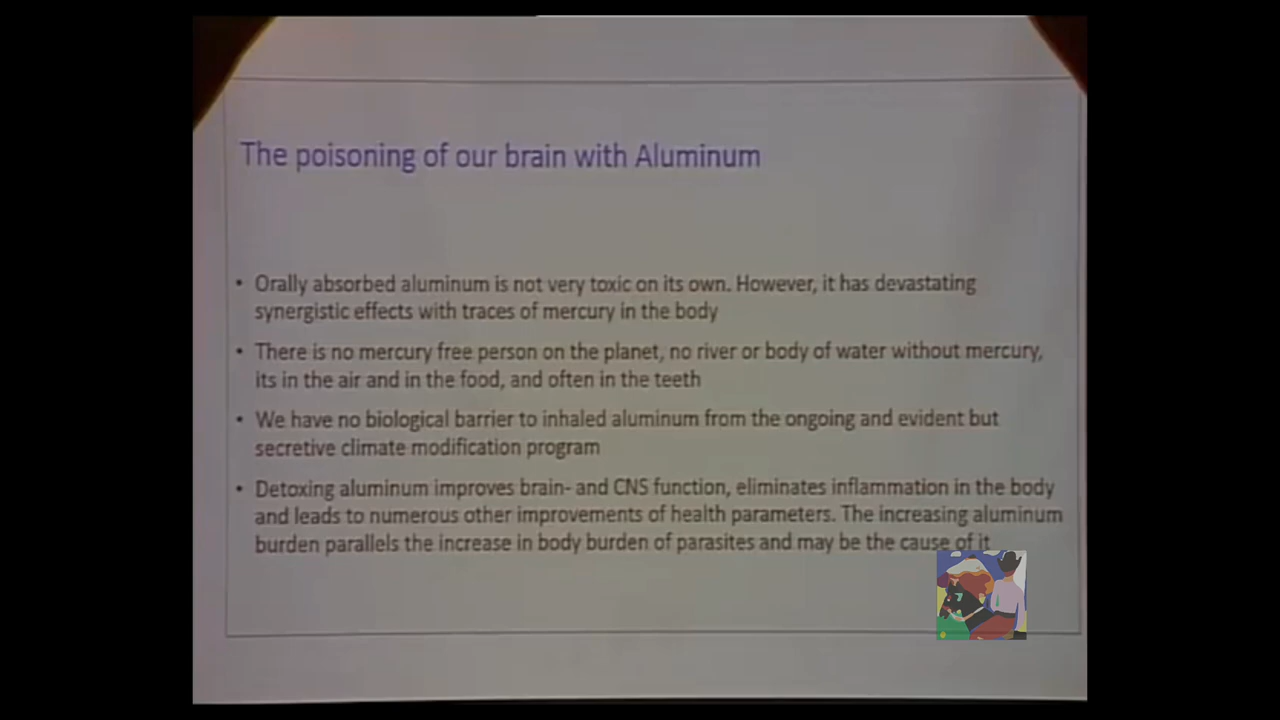 The poisoning of our brain with Aluminum
• Orally absorbed aluminum is not very toxic on its own. However, it has devastating
synergistic effects with traces of mercury in the body
• There is no mercury free person on the planet, no river or body of water without mercury,
its in the air and in the food, and often in the teeth
• We have no biological barrier to inhaled aluminum from the ongoing and evident but
secretive climate modification program
• Detoxing aluminum improves brain- and CNS function, eliminates inflammation in the body
and leads to numerous other improvements of health parameters. The increasing aluminum
burden parallels the increase in body burden of parasites and may be the cause of it